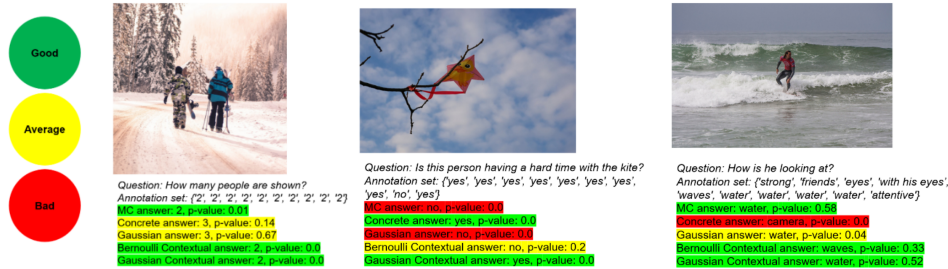 Good
Average
Bad
Question: How many people are shown?
Annotation set: {'2', '2', '2', '2', '2', '2', '2', '2', '2', '2'}
MC answer: 2, p-value: 0.01
Concrete answer: 3, p-value: 0.14
Gaussian answer: 3, p-value: 0.67
Bernoulli Contextual answer: 2, p-value: 0.0
Gaussian Contextual answer: 2, p-value: 0.0
Question: Is this person having a hard time with the kite?
Annotation set: {'yes', 'yes', 'yes', 'yes', 'yes', 'yes', 'yes',
'yes', 'no', 'yes'}
MC answer: no, p-value: 0.0
Concrete answer: yes, p-value: 0.0
Gaussian answer: no, p-value: 0.0
Bernoulli Contextual answer: no, p-value: 0.2
Gaussian Contextual answer: yes, p-value: 0.0
Question: How is he looking at?
Annotation set: {'strong', 'friends', 'eyes', 'with his eyes',
'waves', 'water', 'water', 'water', 'water', 'attentive'}
MC answer: water, p-value: 0.58
Concrete answer: camera, p-value: 0.0
Gaussian answer: water, p-value: 0.04
Bernoulli Contextual answer: waves, p-value: 0.33
Gaussian Contextual answer: water, p-value: 0.52